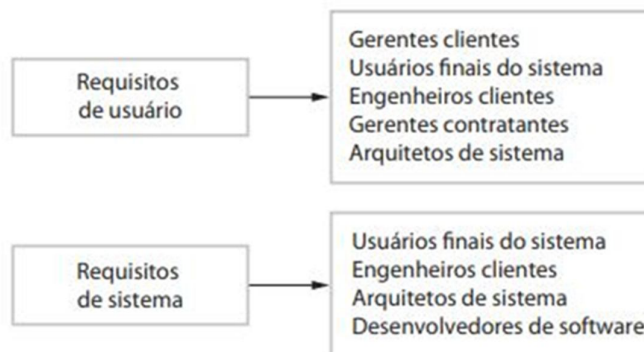 Requisitos
de usuário
Gerentes clientes
Usuários finais do sistema
Engenheiros clientes
Gerentes contratantes
Arquitetos de sistema
Requisitos
de sistema
Usuários finais do sistema
Engenheiros clientes
Arquitetos de sistema
Desenvolvedores de software